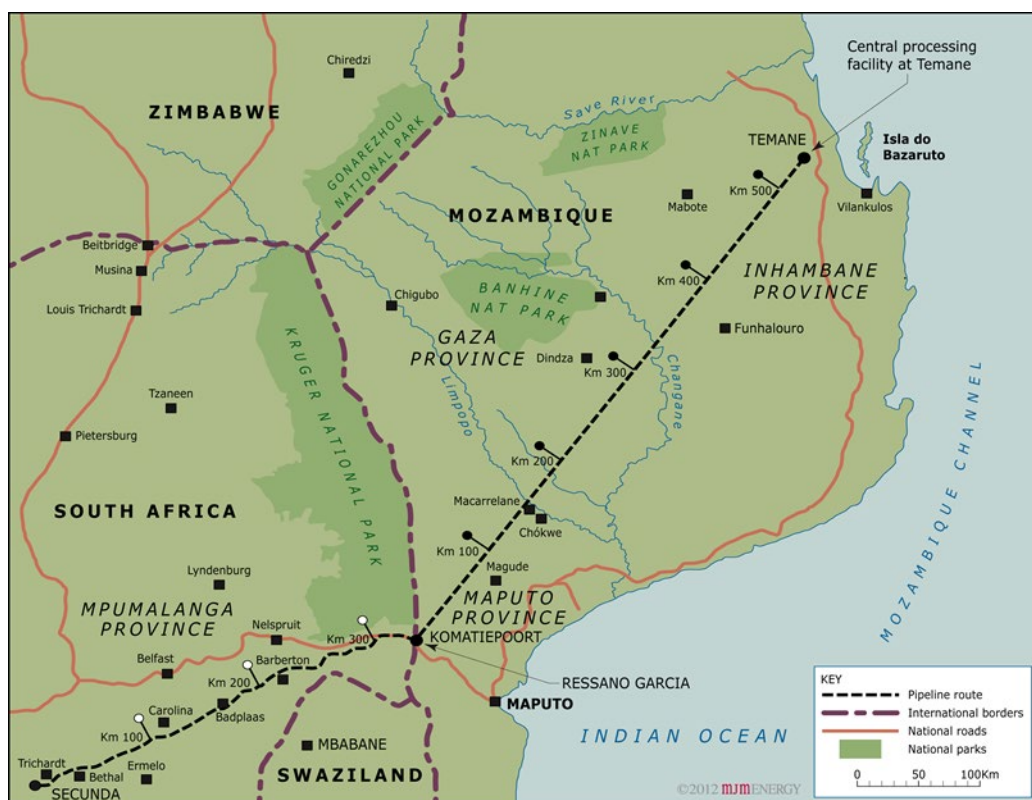 Central processing
facility at Temane
Chiredzi
ZIMBABWE
Save River
GONAREZHOU
NATIONAL PARK
ZINAVE
NAT PARK
TEMANE
Isla do
Bazaruto
Km 500
Mabote
Vilankulos
MOZAMBIQUE
Beitbridge
Musina
Louis Trichardt
Chigubo
BANHINE
NAT PARK
Km 400
INHAMBANE
PROVINCE
Funhalouro
GAZA
PROVINCE
Dindza
Km 300
KRUGER NATIONAL PARK
Limpopo
Changane
Tzaneen
Pietersburg
Km 200
MOZAMBIQUE CHANNEL
SOUTH AFRICA
Macarrelane
Chókwe
Km 100
Lyndenburg
Magude
MPUMALANGA
PROVINCE
MAPUTO
PROVINCE
Nelspruit
Km 300
KOMATIEPOORT
Belfast
Barberton
Km 200
RESSANO GARCIA
Carolina
Badplaas
MAPUTO
Km 100
MBABANE
INDIAN OCEAN
Trichardt
Bethal
Ermelo
SECUNDA
SWAZILAND
KEY
Pipeline route
International borders
National roads
National parks
0 50 100Km
©2012 mjmENERGY